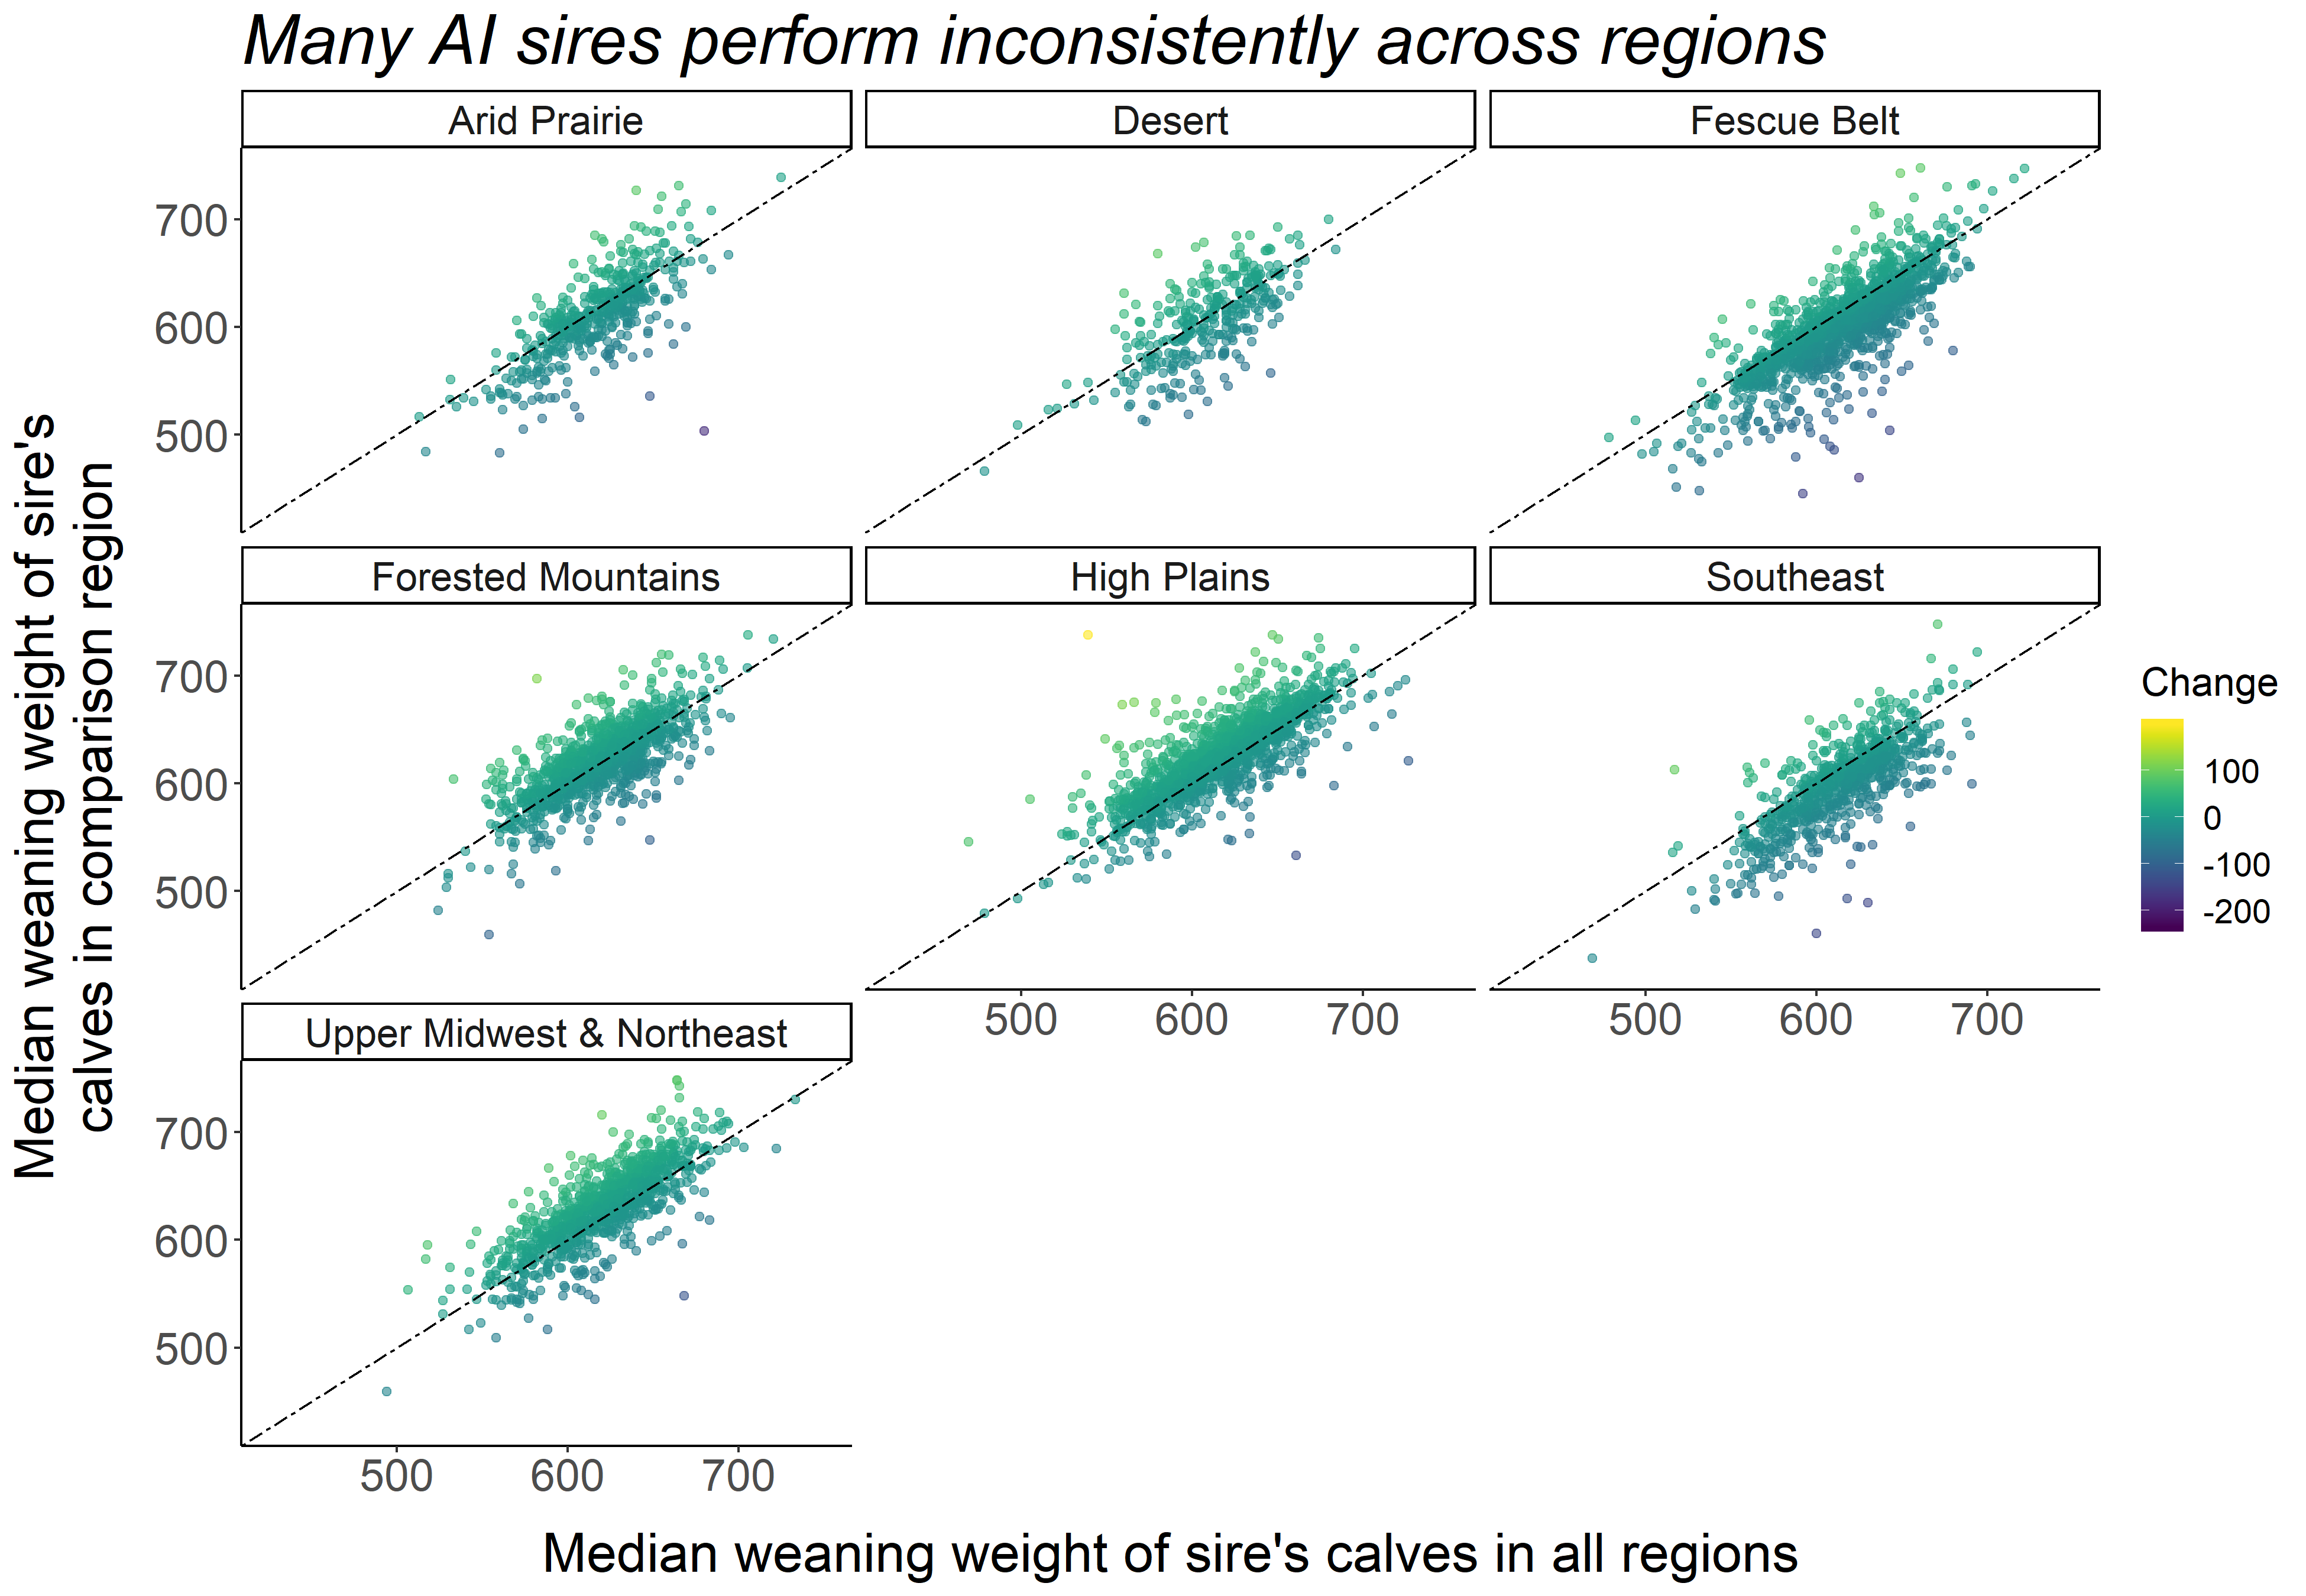 Many AI sires perform inconsistently across regions
Arid Prairie
Desert
Fescue Belt
700
600
500
Forested Mountains
High Plains
Southeast
700
600
500
500
600
700
500
600
700
Upper Midwest & Northeast
700
600
500
500
600
700
Median weaning weight of sire's
calves in comparison region
Median weaning weight of sire's calves in all regions
Change
100
0
-100
-200